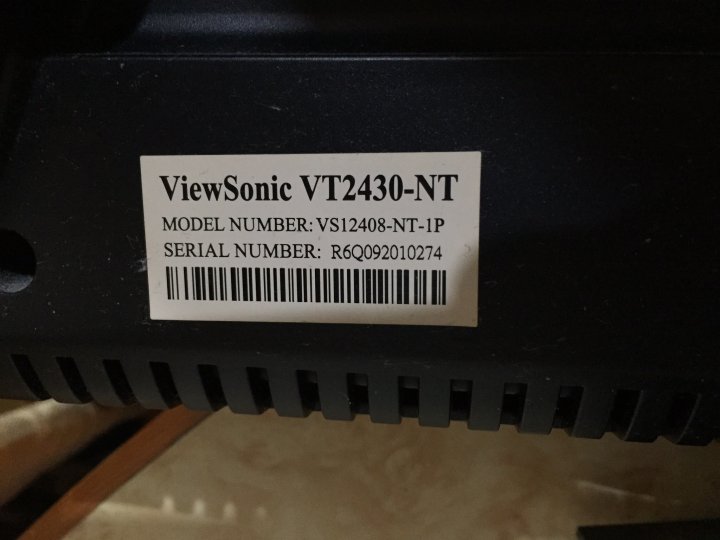 ViewSonic VT2430-NT
MODEL NUMBER: VS12408-NT-1P
SERIAL NUMBER: R6Q092010274